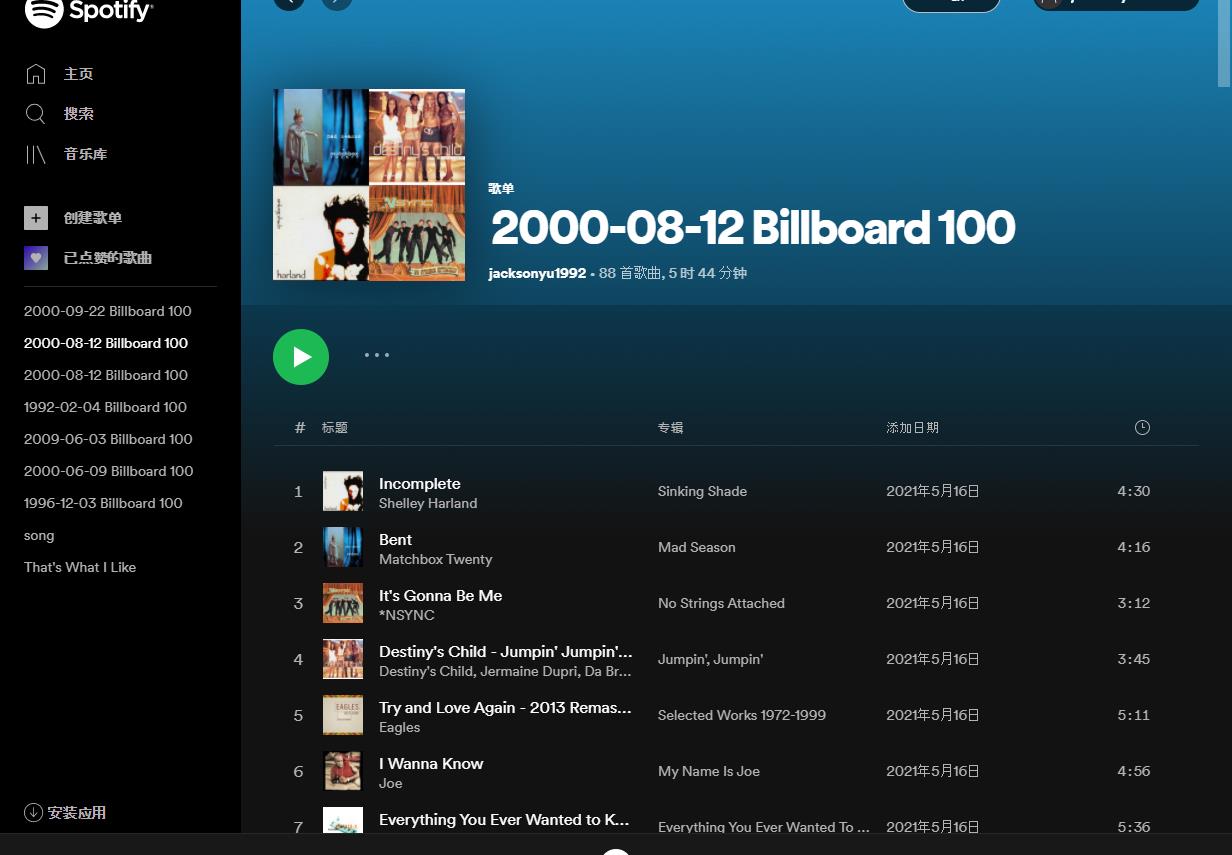 Spotify
主页
搜索
音乐库
创建歌单
已点赞的歌曲
2000-09-22 Billboard 100
2000-08-12 Billboard 100
2000-08-12 Billboard 100
1992-02-04 Billboard 100
2009-06-03 Billboard 100
2000-06-09 Billboard 100
1996-12-03 Billboard 100
song
That's What I Like
安装应用
destiny's child
harland
*NSYNC
歌单
2000-08-12 Billboard 100
jacksonyu1992 • 88 首歌曲, 5 时 44 分钟
# 标题 专辑 添加日期
1 Incomplete Sinking Shade 2021年5月16日 4:30
Shelley Harland
2 Bent Mad Season 2021年5月16日 4:16
Matchbox Twenty
3 It's Gonna Be Me No Strings Attached 2021年5月16日 3:12
*NSYNC
4 Destiny's Child - Jumpin' Jumpin'... Jumpin', Jumpin' 2021年5月16日 3:45
Destiny's Child, Jermaine Dupri, Da Br...
EAGLES
5 Try and Love Again - 2013 Remas... Selected Works 1972-1999 2021年5月16日 5:11
Eagles
6 I Wanna Know My Name Is Joe 2021年5月16日 4:56
Joe
7 Everything You Ever Wanted to K... Everything You Ever Wanted To ... 2021年5月16日 5:36